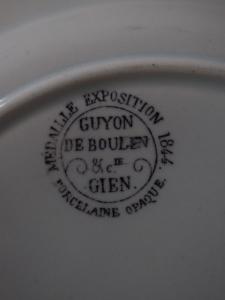 MÉDAILLE EXPOSITION 1844.
GUYON
DE BOULEN
& Cᴵᴱ
GIEN.
PORCELAINE OPAQUE.